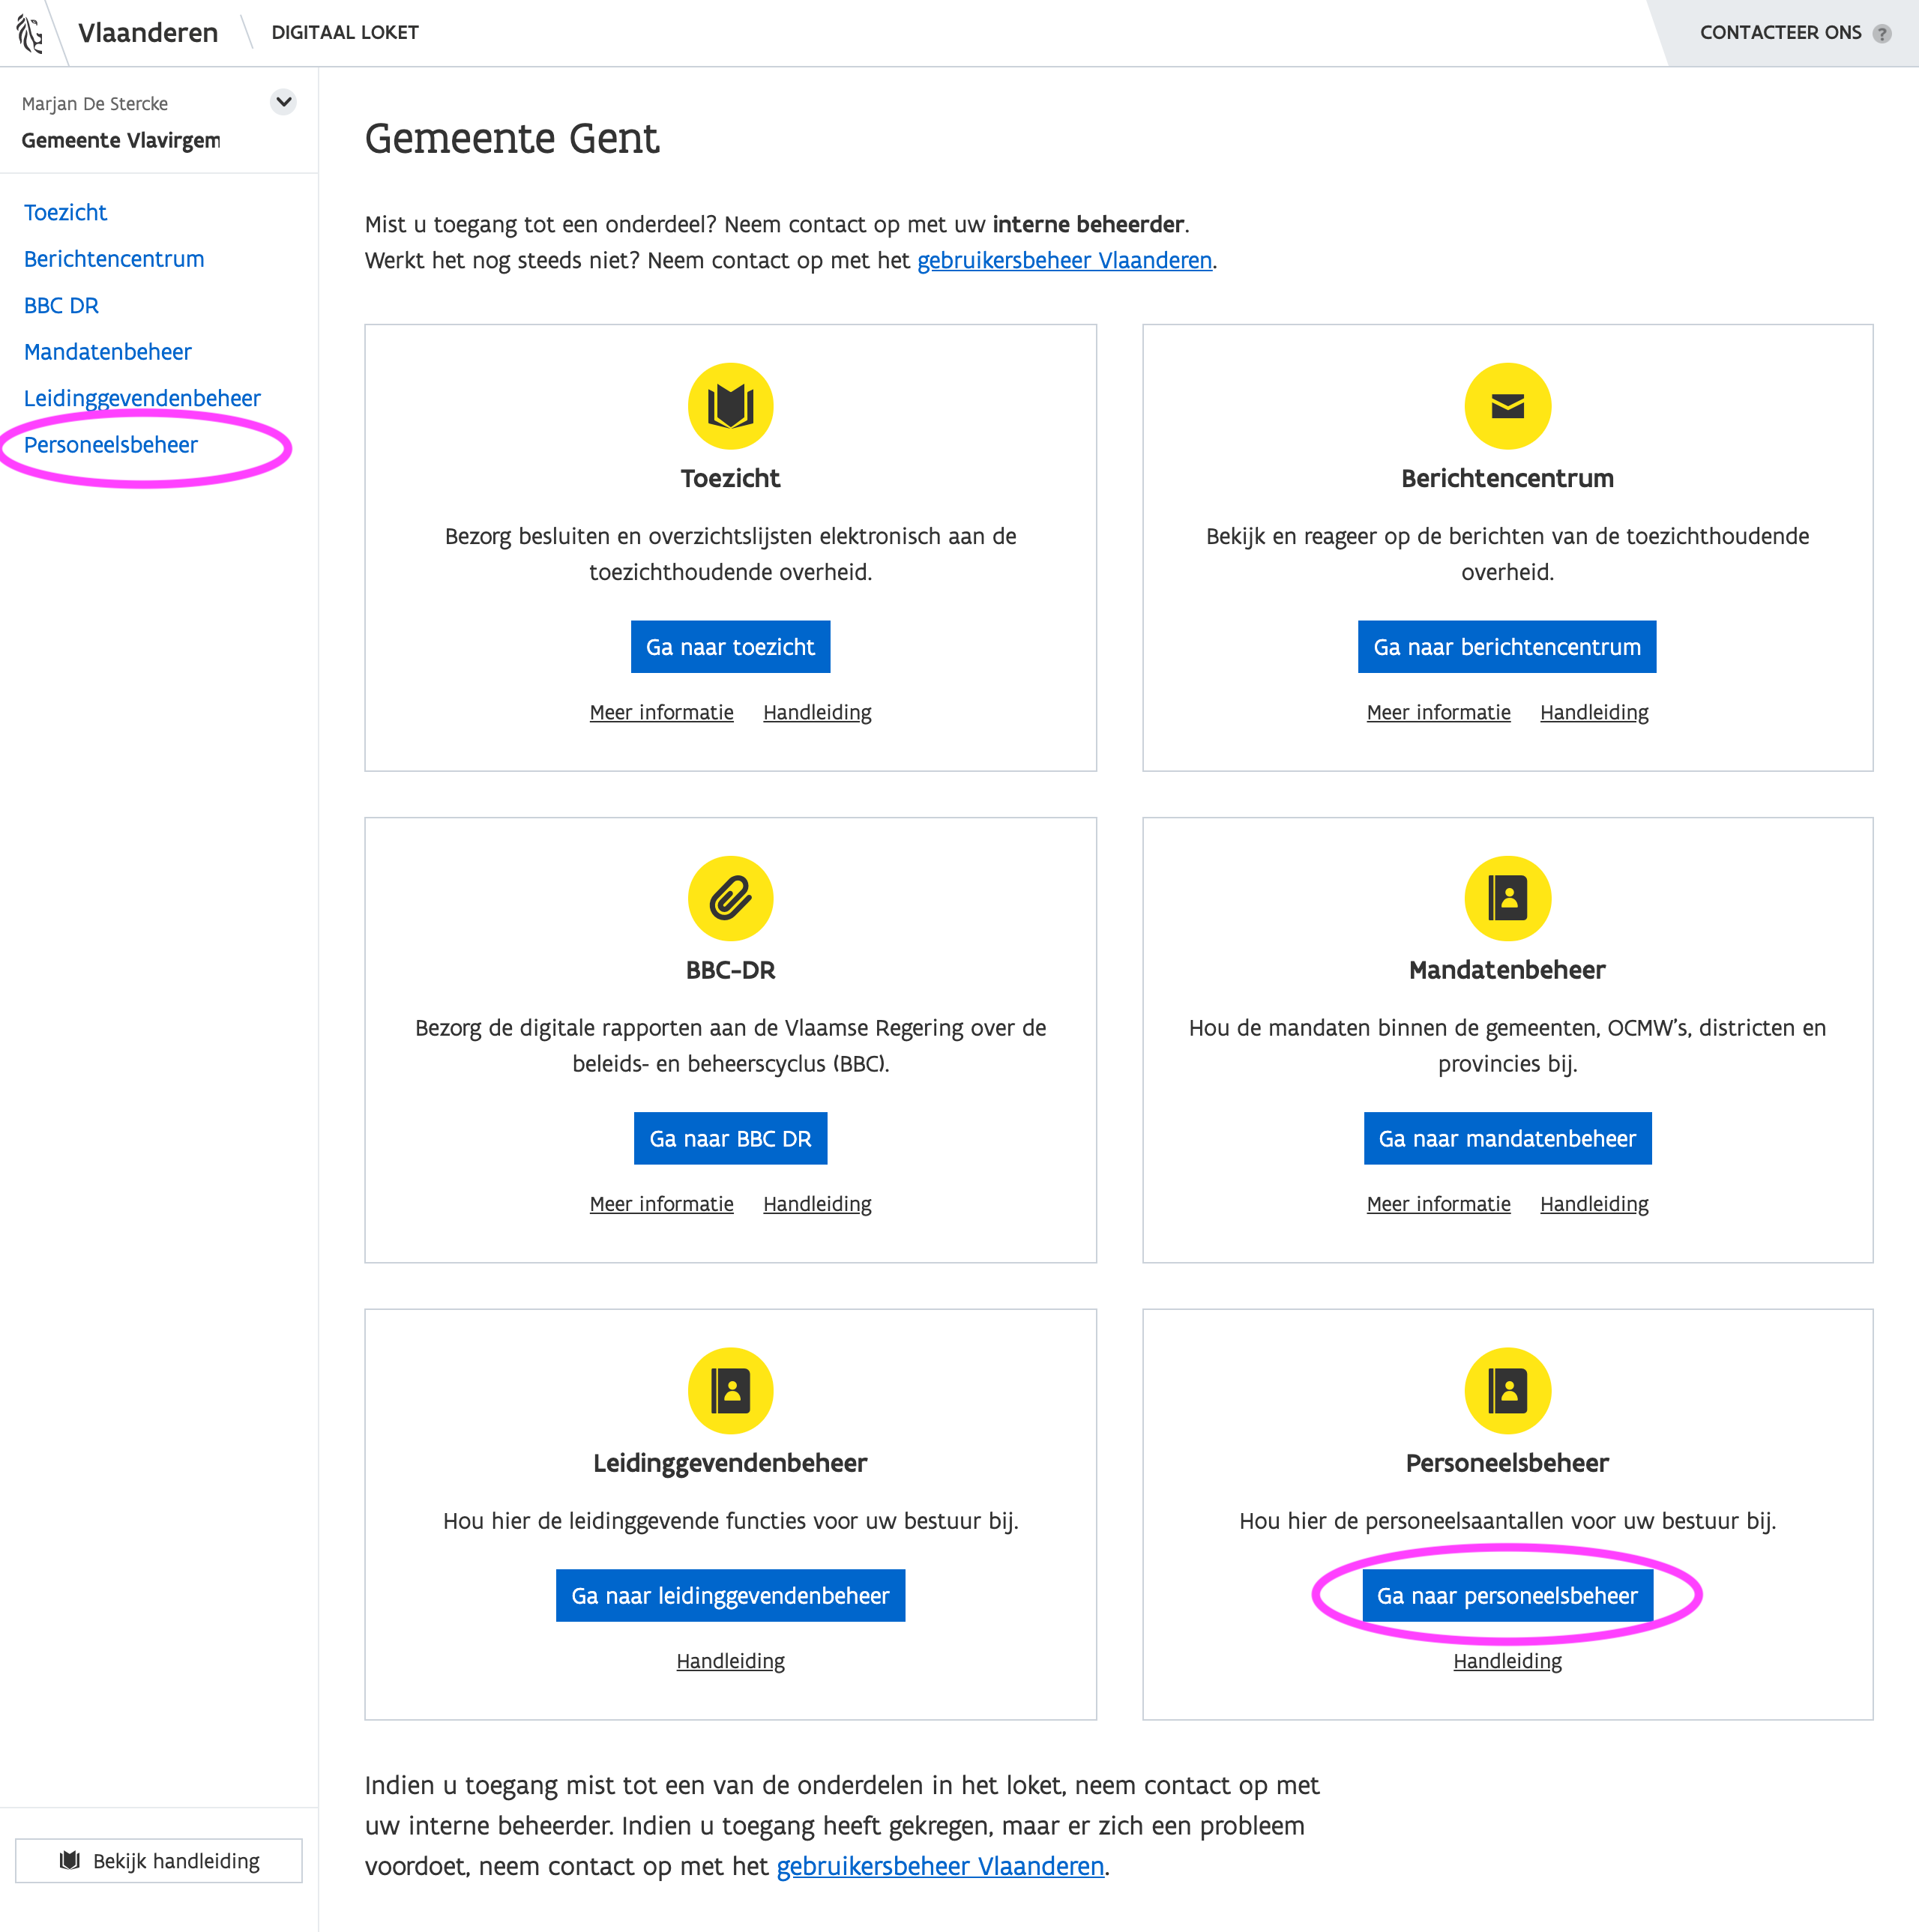 Vlaanderen
DIGITAAL LOKET
CONTACTEER ONS ?
Marjan De Stercke
Gemeente Vlavirgem
Toezicht
Berichtencentrum
BBC DR
Mandatenbeheer
Leidinggevendenbeheer
Personeelsbeheer
Bekijk handleiding
Gemeente Gent
Mist u toegang tot een onderdeel? Neem contact op met uw interne beheerder.
Werkt het nog steeds niet? Neem contact op met het gebruikersbeheer Vlaanderen.
Toezicht
Bezorg besluiten en overzichtslijsten elektronisch aan de
toezichthoudende overheid.
Ga naar toezicht
Meer informatie Handleiding
Berichtencentrum
Bekijk en reageer op de berichten van de toezichthoudende
overheid.
Ga naar berichtencentrum
Meer informatie Handleiding
BBC-DR
Bezorg de digitale rapporten aan de Vlaamse Regering over de
beleids- en beheerscyclus (BBC).
Ga naar BBC DR
Meer informatie Handleiding
Mandatenbeheer
Hou de mandaten binnen de gemeenten, OCMW's, districten en
provincies bij.
Ga naar mandatenbeheer
Meer informatie Handleiding
Leidinggevendenbeheer
Hou hier de leidinggevende functies voor uw bestuur bij.
Ga naar leidinggevendenbeheer
Handleiding
Personeelsbeheer
Hou hier de personeelsaantallen voor uw bestuur bij.
Ga naar personeelsbeheer
Handleiding
Indien u toegang mist tot een van de onderdelen in het loket, neem contact op met
uw interne beheerder. Indien u toegang heeft gekregen, maar er zich een probleem
voordoet, neem contact op met het gebruikersbeheer Vlaanderen.